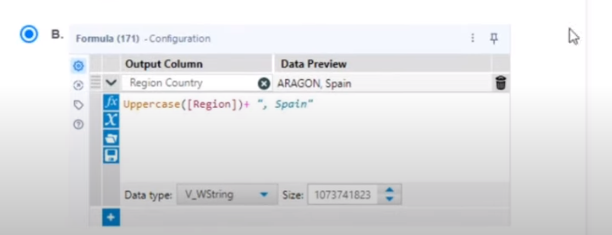 B.
Formula (171) - Configuration
Output Column Data Preview
Region Country ARAGON, Spain
Uppercase([Region])+ ", Spain"
Data type: V_WString Size: 1073741823